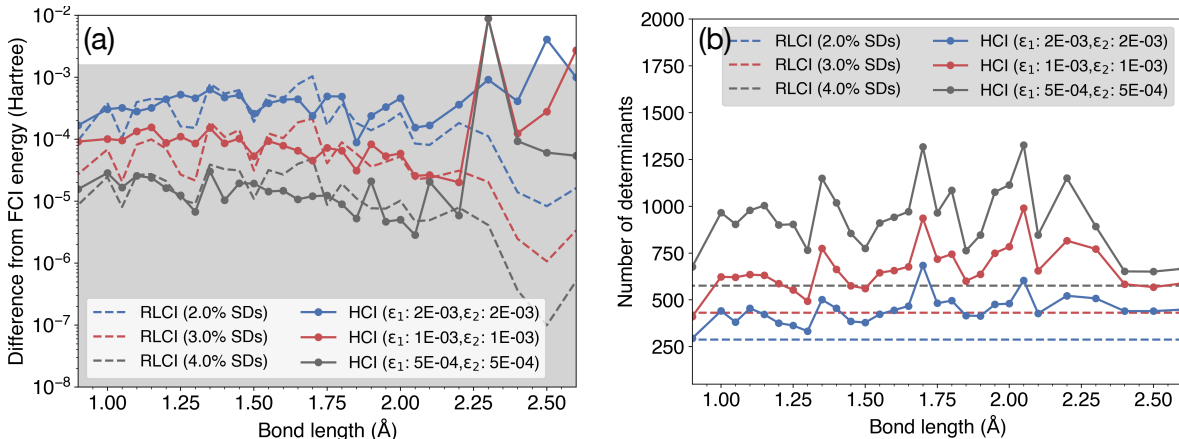 (a)
Difference from FCI energy (Hartree)
10⁻²
10⁻³
10⁻⁴
10⁻⁵
10⁻⁶
10⁻⁷
10⁻⁸
RLCI (2.0% SDs)
RLCI (3.0% SDs)
RLCI (4.0% SDs)
HCI (ε₁: 2E-03,ε₂: 2E-03)
HCI (ε₁: 1E-03,ε₂: 1E-03)
HCI (ε₁: 5E-04,ε₂: 5E-04)
1.00 1.25 1.50 1.75 2.00 2.25 2.50
Bond length (Å)
(b)
Number of determinants
2000
1750
1500
1250
1000
750
500
250
RLCI (2.0% SDs)
RLCI (3.0% SDs)
RLCI (4.0% SDs)
HCI (ε₁: 2E-03,ε₂: 2E-03)
HCI (ε₁: 1E-03,ε₂: 1E-03)
HCI (ε₁: 5E-04,ε₂: 5E-04)
1.00 1.25 1.50 1.75 2.00 2.25 2.50
Bond length (Å)